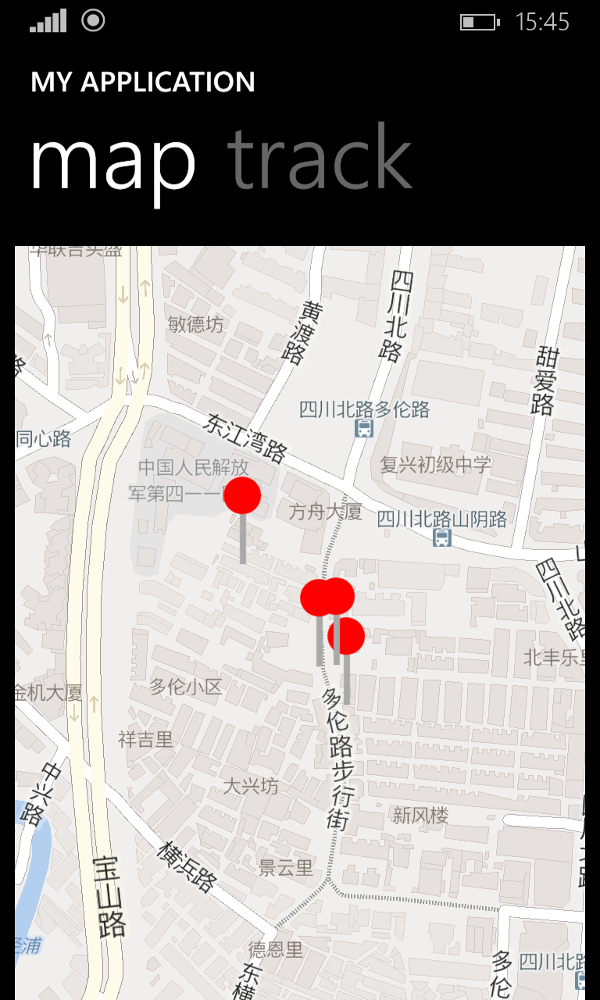 15:45
MY APPLICATION
map track
敏德坊
黄渡路
四川北路
甜爱路
四川北路多伦路
东江湾路
同心路
中国人民解放
军第四一一
复兴初级中学
方舟大厦
四川北路山阴路
四川北路
北丰乐里
多伦小区
金机大厦
多伦路步行街
祥吉里
中兴路
大兴坊
新风楼
横浜路
景云里
宝山路
德恩里
东横
多伦
四川北路